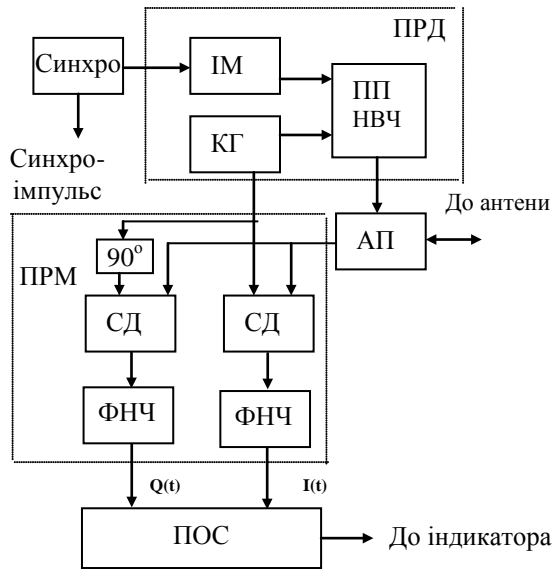 ПРД
Синхро
ІМ
ПП
НВЧ
КГ
Синхро-
імпульс
До антени
АП
90°
ПРМ
СД
СД
ФНЧ
ФНЧ
Q(t)
I(t)
ПОС
До індикатора